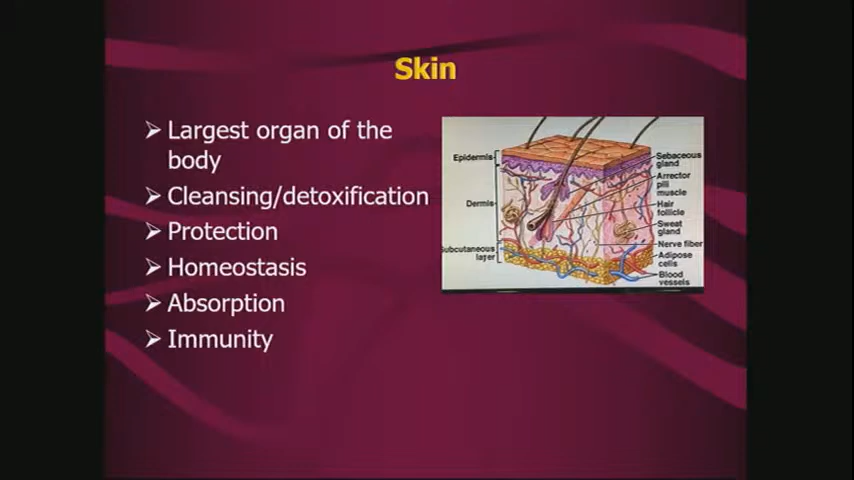 Skin
Largest organ of the
body
Cleansing/detoxification
Protection
Homeostasis
Absorption
Immunity
Epidermis
Dermis
Subcutaneous
layer
Sebaceous
gland
Arrector
pili
muscle
Hair
follicle
Sweat
gland
Nerve fiber
Adipose
cells
Blood
vessels